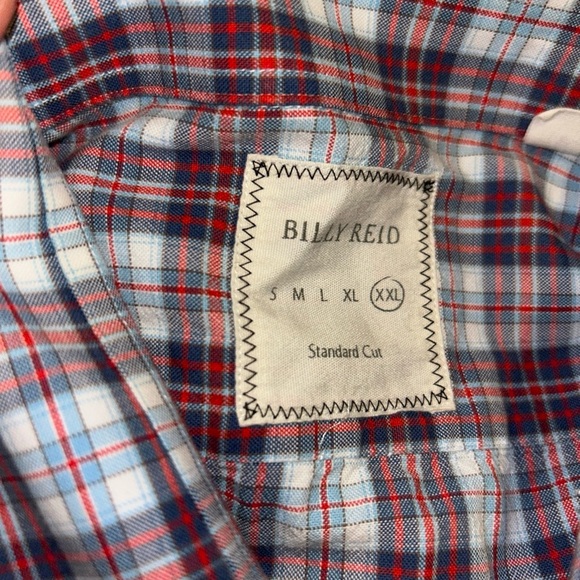 BILLY REID
S M L XL XXL
Standard Cut